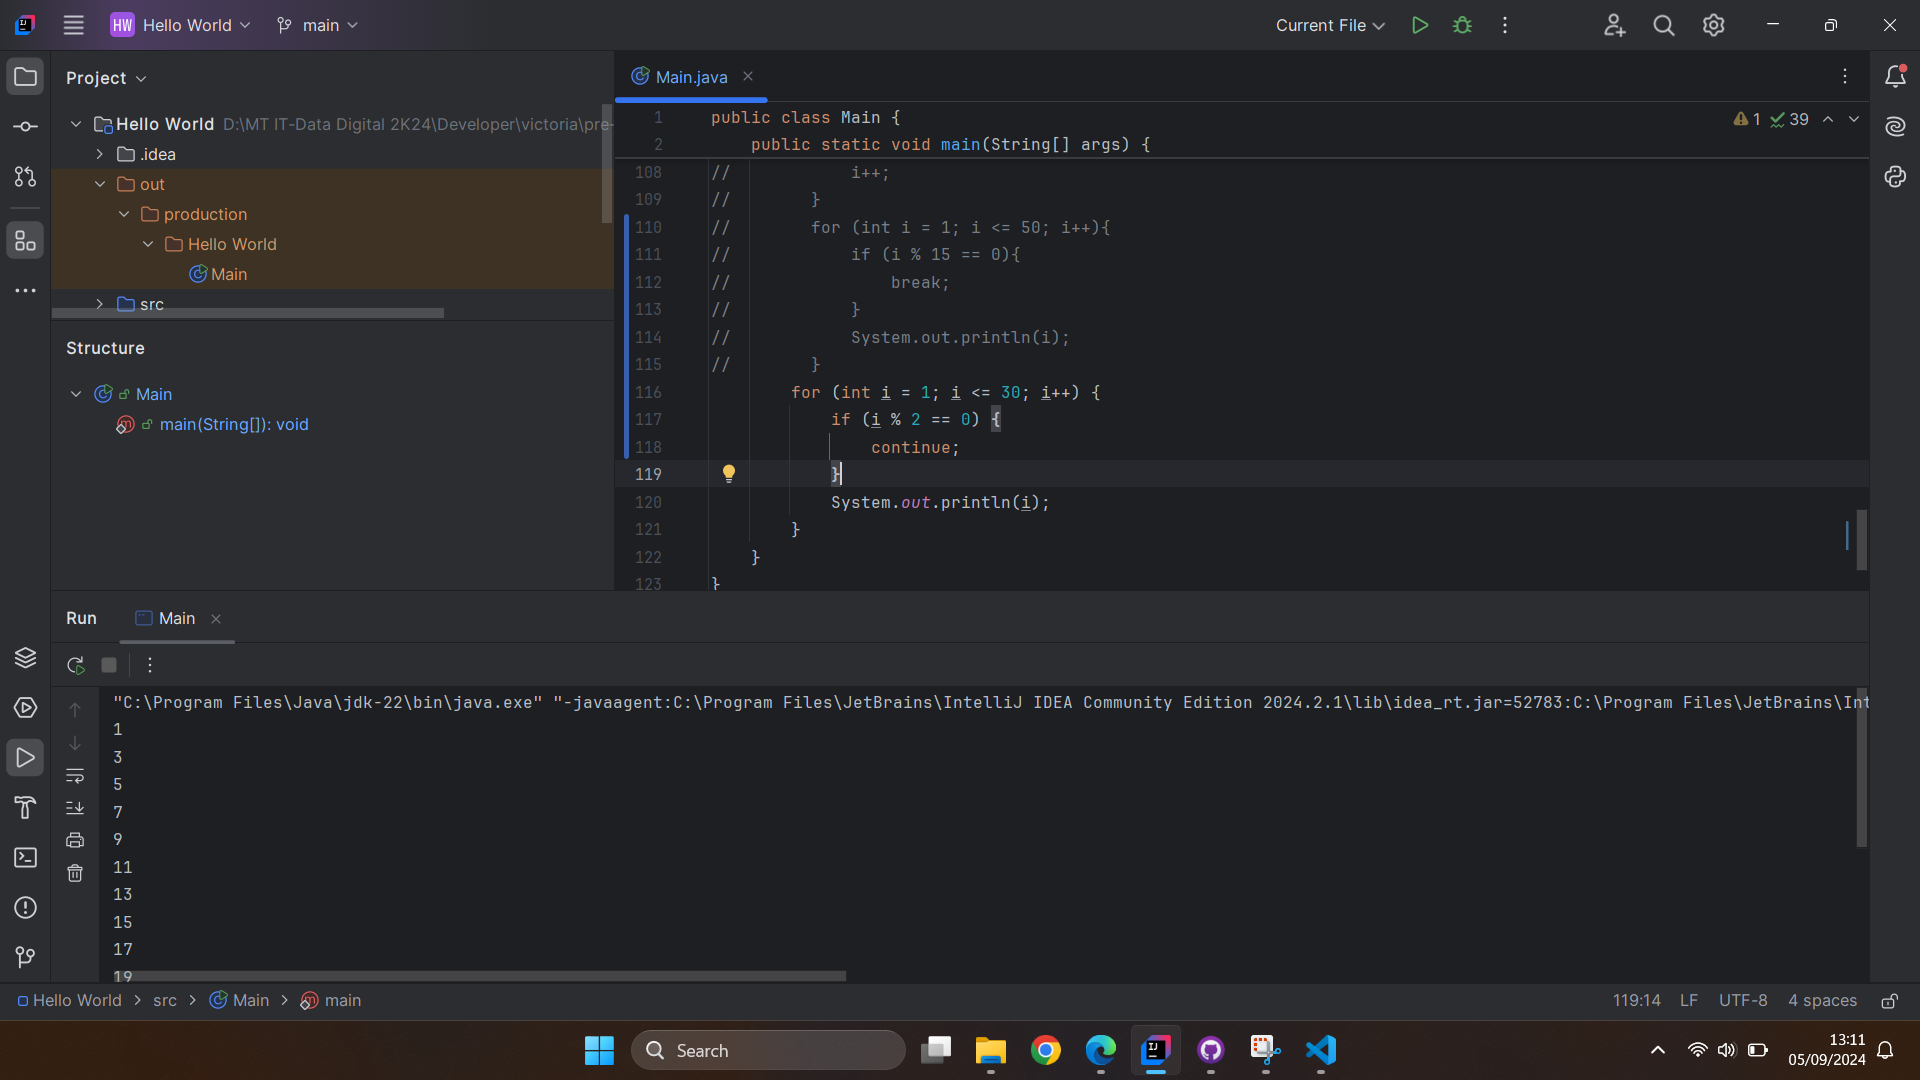 HW Hello World main Current File
Project
Hello World D:\MT IT-Data Digital 2K24\Developer\victoria\pre-
.idea
out
production
Hello World
Main
src
Structure
Main
main(String[]): void
Main.java
1 39
1 public class Main {
2     public static void main(String[] args) {
108 //            i++;
109 //        }
110 //        for (int i = 1; i <= 50; i++){
111 //            if (i % 15 == 0){
112 //                break;
113 //            }
114 //            System.out.println(i);
115 //        }
116         for (int i = 1; i <= 30; i++) {
117             if (i % 2 == 0) {
118                 continue;
119             }
120             System.out.println(i);
121         }
122     }
123 }
Run Main
"C:\Program Files\Java\jdk-22\bin\java.exe" "-javaagent:C:\Program Files\JetBrains\IntelliJ IDEA Community Edition 2024.2.1\lib\idea_rt.jar=52783:C:\Program Files\JetBrains\Int
1
3
5
7
9
11
13
15
17
19
Hello World > src > Main > main
119:14 LF UTF-8 4 spaces
Search
13:11
05/09/2024